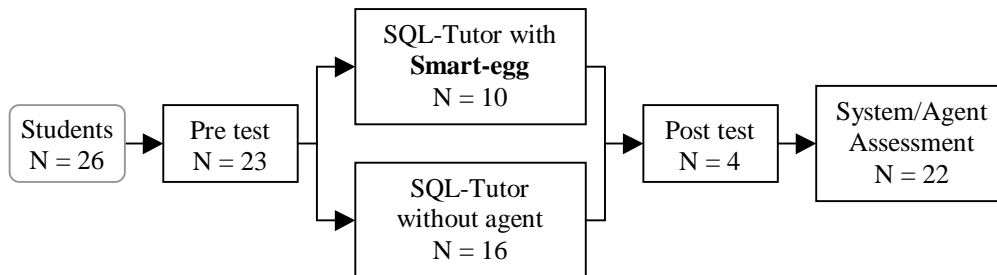 Students
N = 26
Pre test
N = 23
SQL-Tutor with
Smart-egg
N = 10
SQL-Tutor
without agent
N = 16
Post test
N = 4
System/Agent
Assessment
N = 22